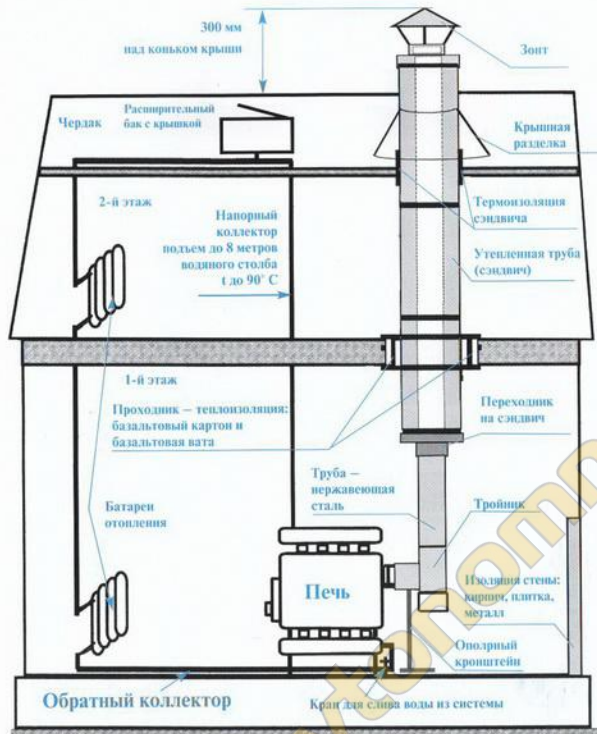 300 мм
над коньком крыши
Зонт
Чердак
Расширительный
бак с крышкой
Крышная
разделка
2-й этаж
Напорный
коллектор
подъем до 8 метров
водяного столба
t до 90° С
Термоизоляция
сэндвича
Утепленная труба
(сэндвич)
1-й этаж
Проходник – теплоизоляция:
базальтовый картон и
базальтовая вата
Переходник
на сэндвич
Труба –
нержавеющая
сталь
Тройник
Батареи
отопления
Печь
Изоляция стены:
кирпич, плитка,
металл
Ополрный
кронштейн
Обратный коллектор
Кран для слива воды из системы